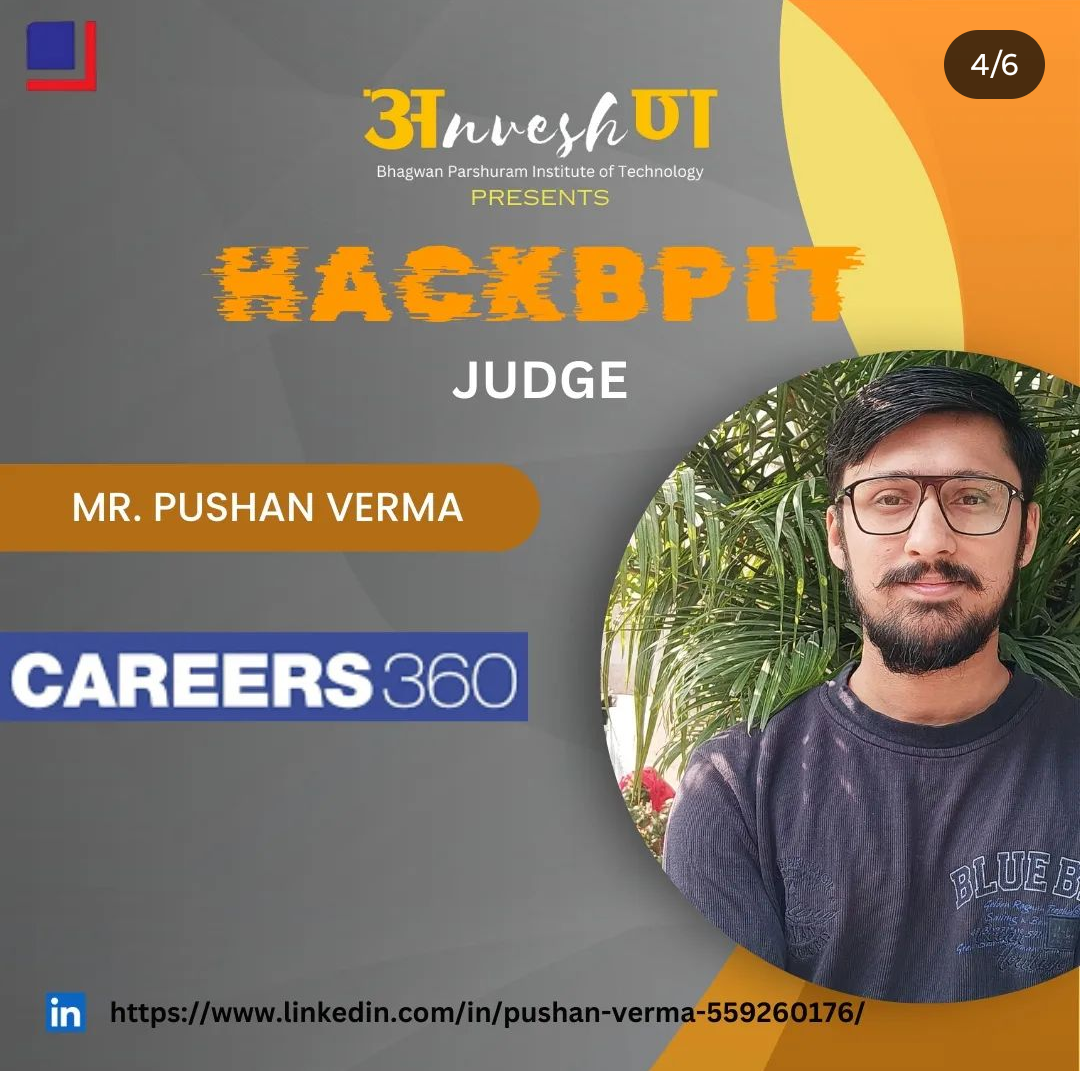 4/6
अnveshण
Bhagwan Parshuram Institute of Technology
PRESENTS
HACKBPIT
JUDGE
MR. PUSHAN VERMA
CAREERS360
BLUE B
in
https://www.linkedin.com/in/pushan-verma-559260176/